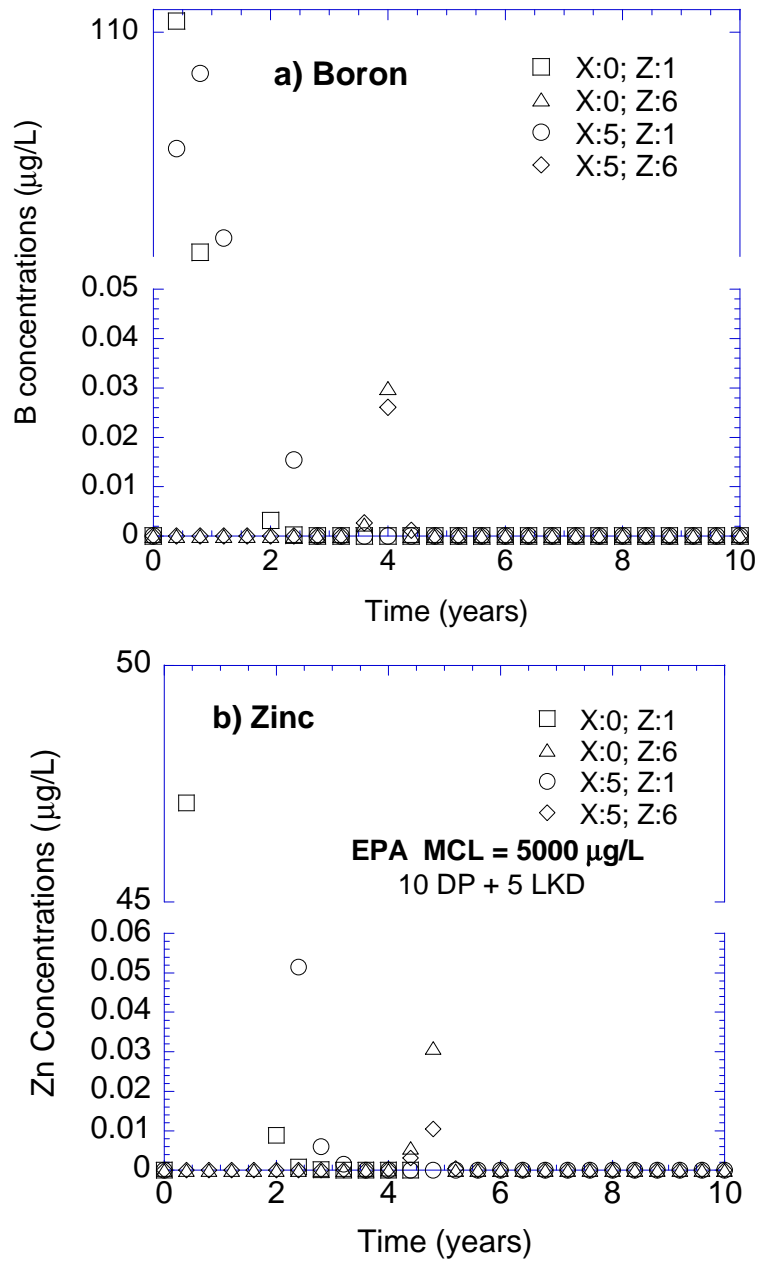 110
a) Boron
X:0; Z:1
X:0; Z:6
X:5; Z:1
X:5; Z:6
B concentrations (μg/L)
0.05
0.04
0.03
0.02
0.01
0
0 2 4 6 8 10
Time (years)
50
b) Zinc
X:0; Z:1
X:0; Z:6
X:5; Z:1
X:5; Z:6
EPA MCL = 5000 μg/L
10 DP + 5 LKD
45
Zn Concentrations (μg/L)
0.06
0.05
0.04
0.03
0.02
0.01
0
0 2 4 6 8 10
Time (years)